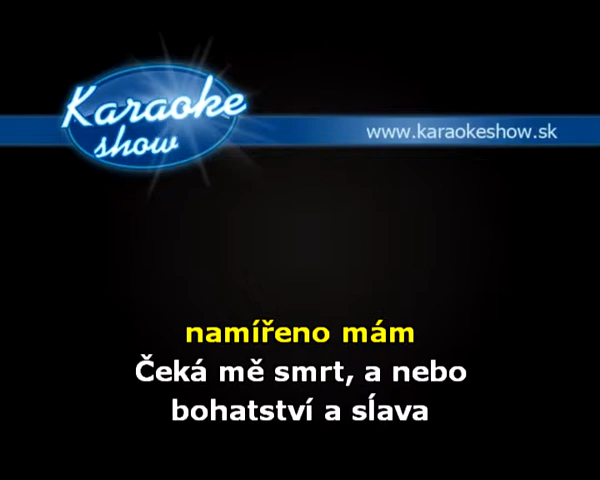 Karaoke
show
www.karaokeshow.sk
namířeno mám
Čeká mě smrt, a nebo
bohatství a sĺava